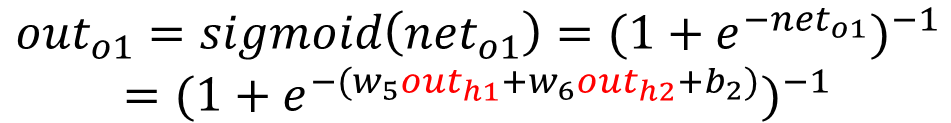 out_{o1} = sigmoid(net_{o1}) = (1 + e^{-net_{o1}})^{-1}
= (1 + e^{-(w_5 out_{h1} + w_6 out_{h2} + b_2)})^{-1}